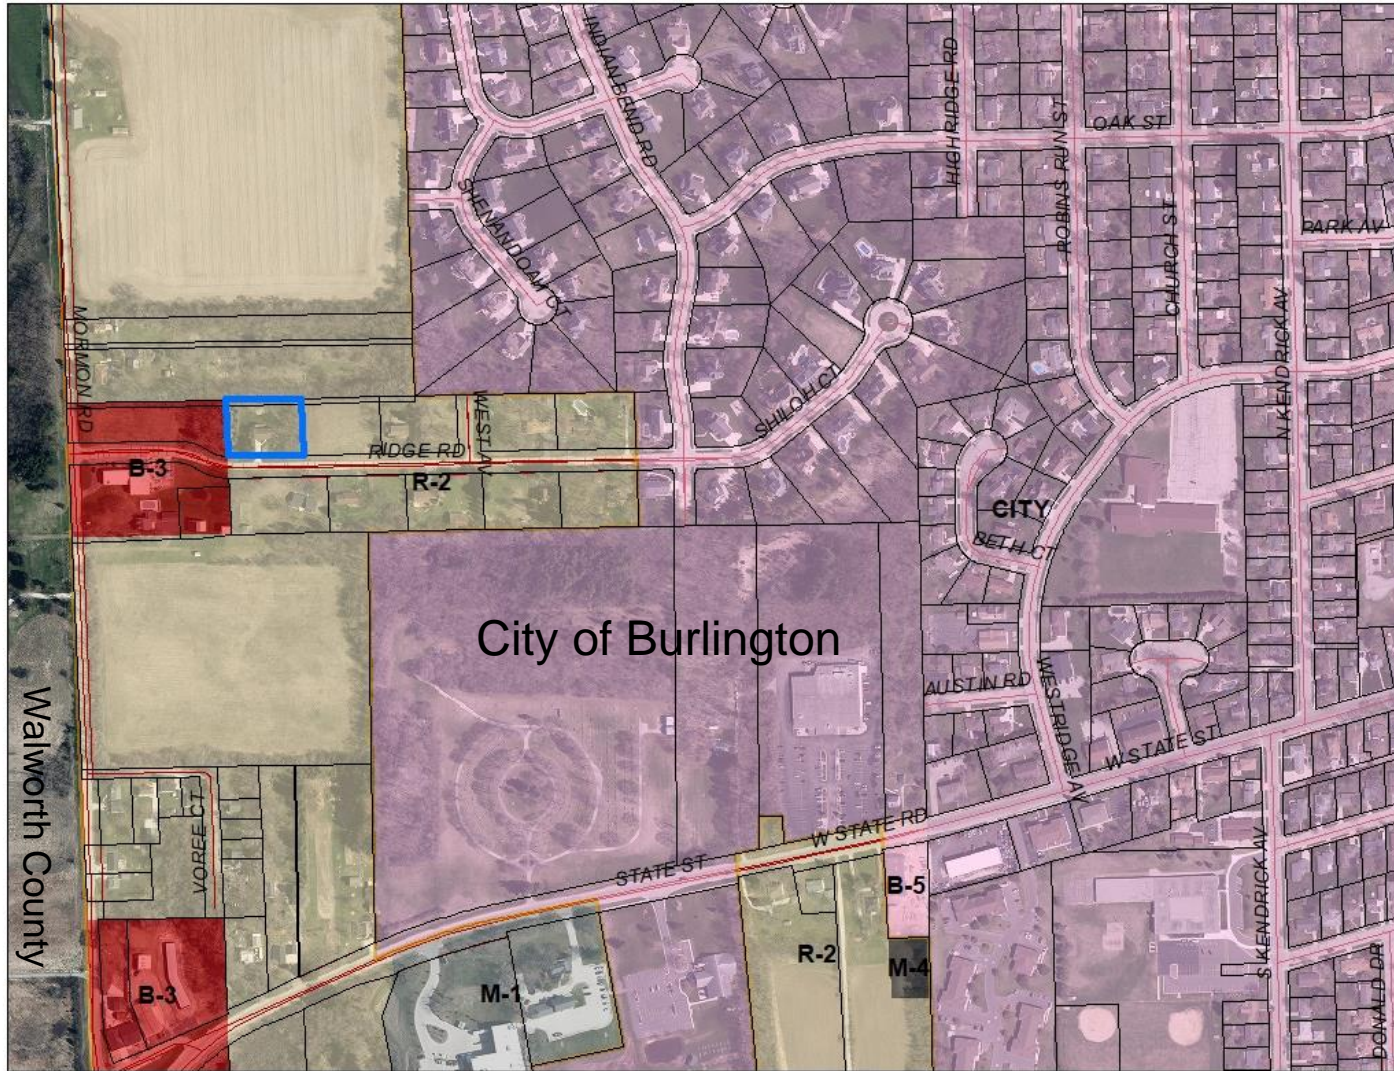 INDIAN BEND RD
HIGHRIDGE RD
ROBINS RUN ST
OAK ST
CHURCH ST
PARK AV
SHENANDOAH CT
N KENDRICK AV
MORMON RD
WEST AV
SHILOH CT
RIDGE RD
B-3
R-2
CITY
BETH CT
City of Burlington
AUSTIN RD
WESTRIDGE AV
W STATE ST
Walworth County
VOREE CT
W STATE RD
STATE ST
B-5
S KENDRICK AV
R-2
M-4
B-3
M-1
DONALD DR